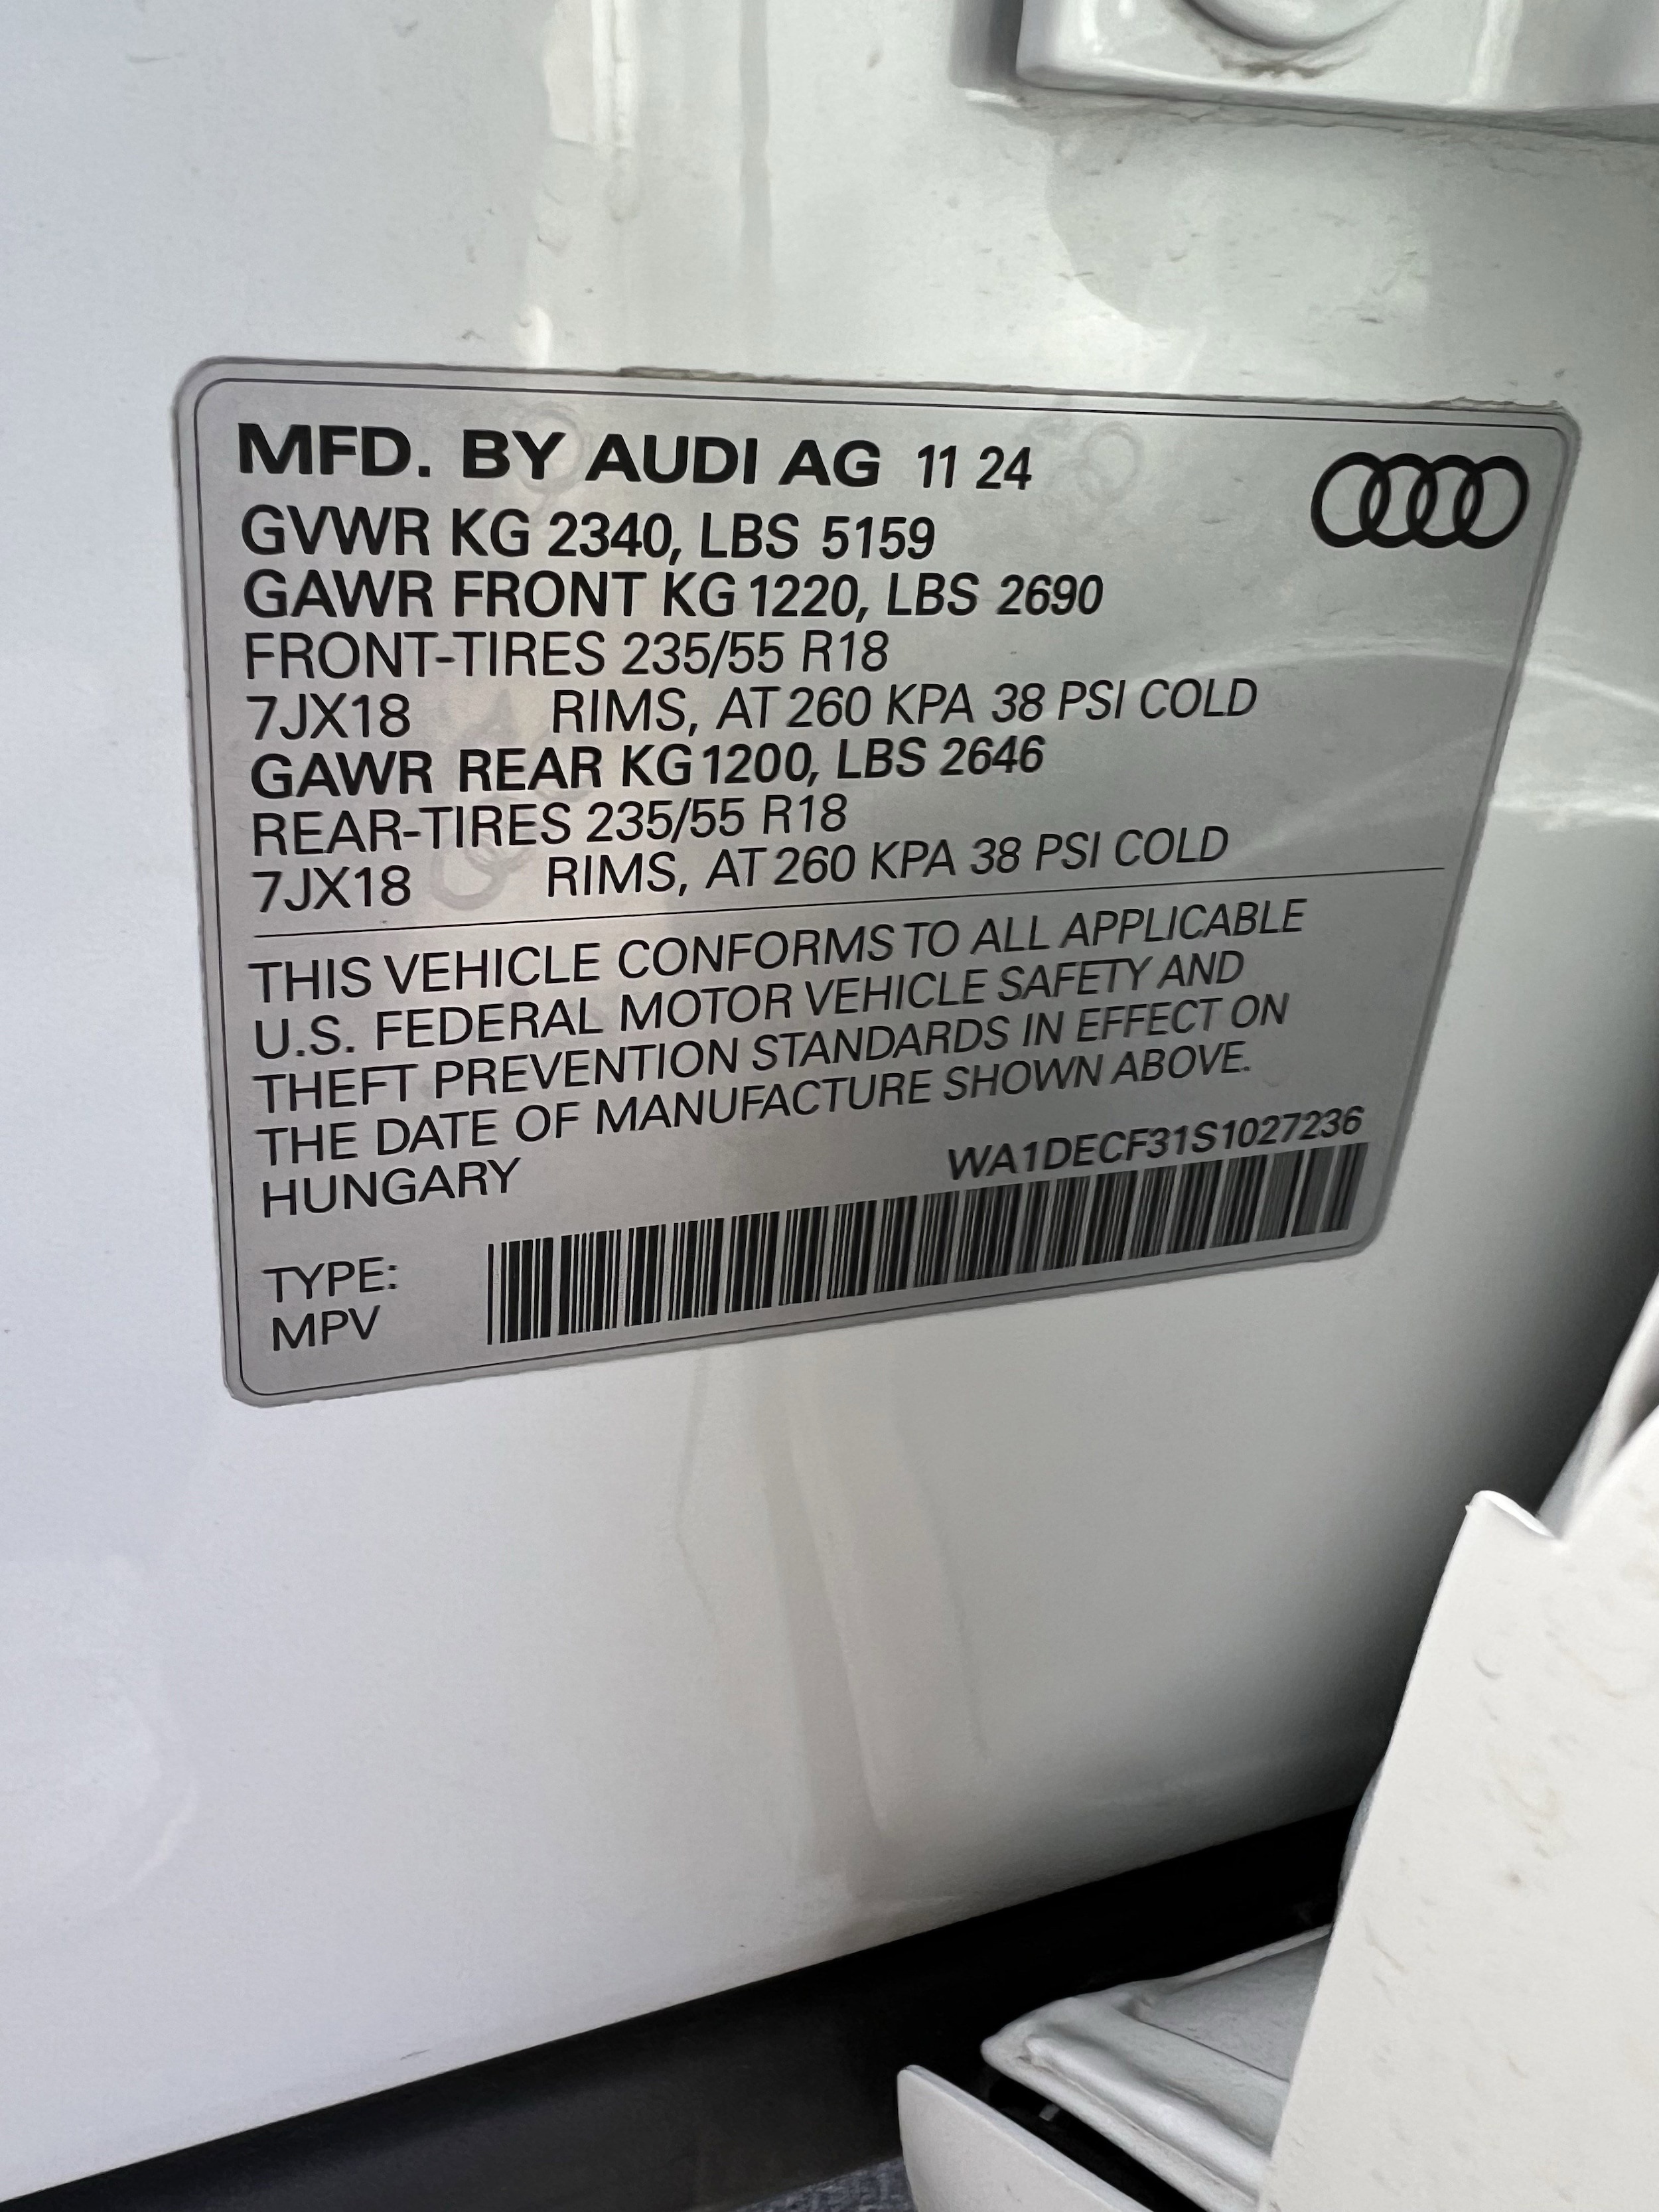 MFD. BY AUDI AG 11 24
GVWR KG 2340, LBS 5159
GAWR FRONT KG 1220, LBS 2690
FRONT-TIRES 235/55 R18
7JX18 RIMS, AT 260 KPA 38 PSI COLD
GAWR REAR KG 1200, LBS 2646
REAR-TIRES 235/55 R18
7JX18 RIMS, AT 260 KPA 38 PSI COLD
THIS VEHICLE CONFORMS TO ALL APPLICABLE
U.S. FEDERAL MOTOR VEHICLE SAFETY AND
THEFT PREVENTION STANDARDS IN EFFECT ON
THE DATE OF MANUFACTURE SHOWN ABOVE.
HUNGARY WA1DECF31S1027236
TYPE:
MPV